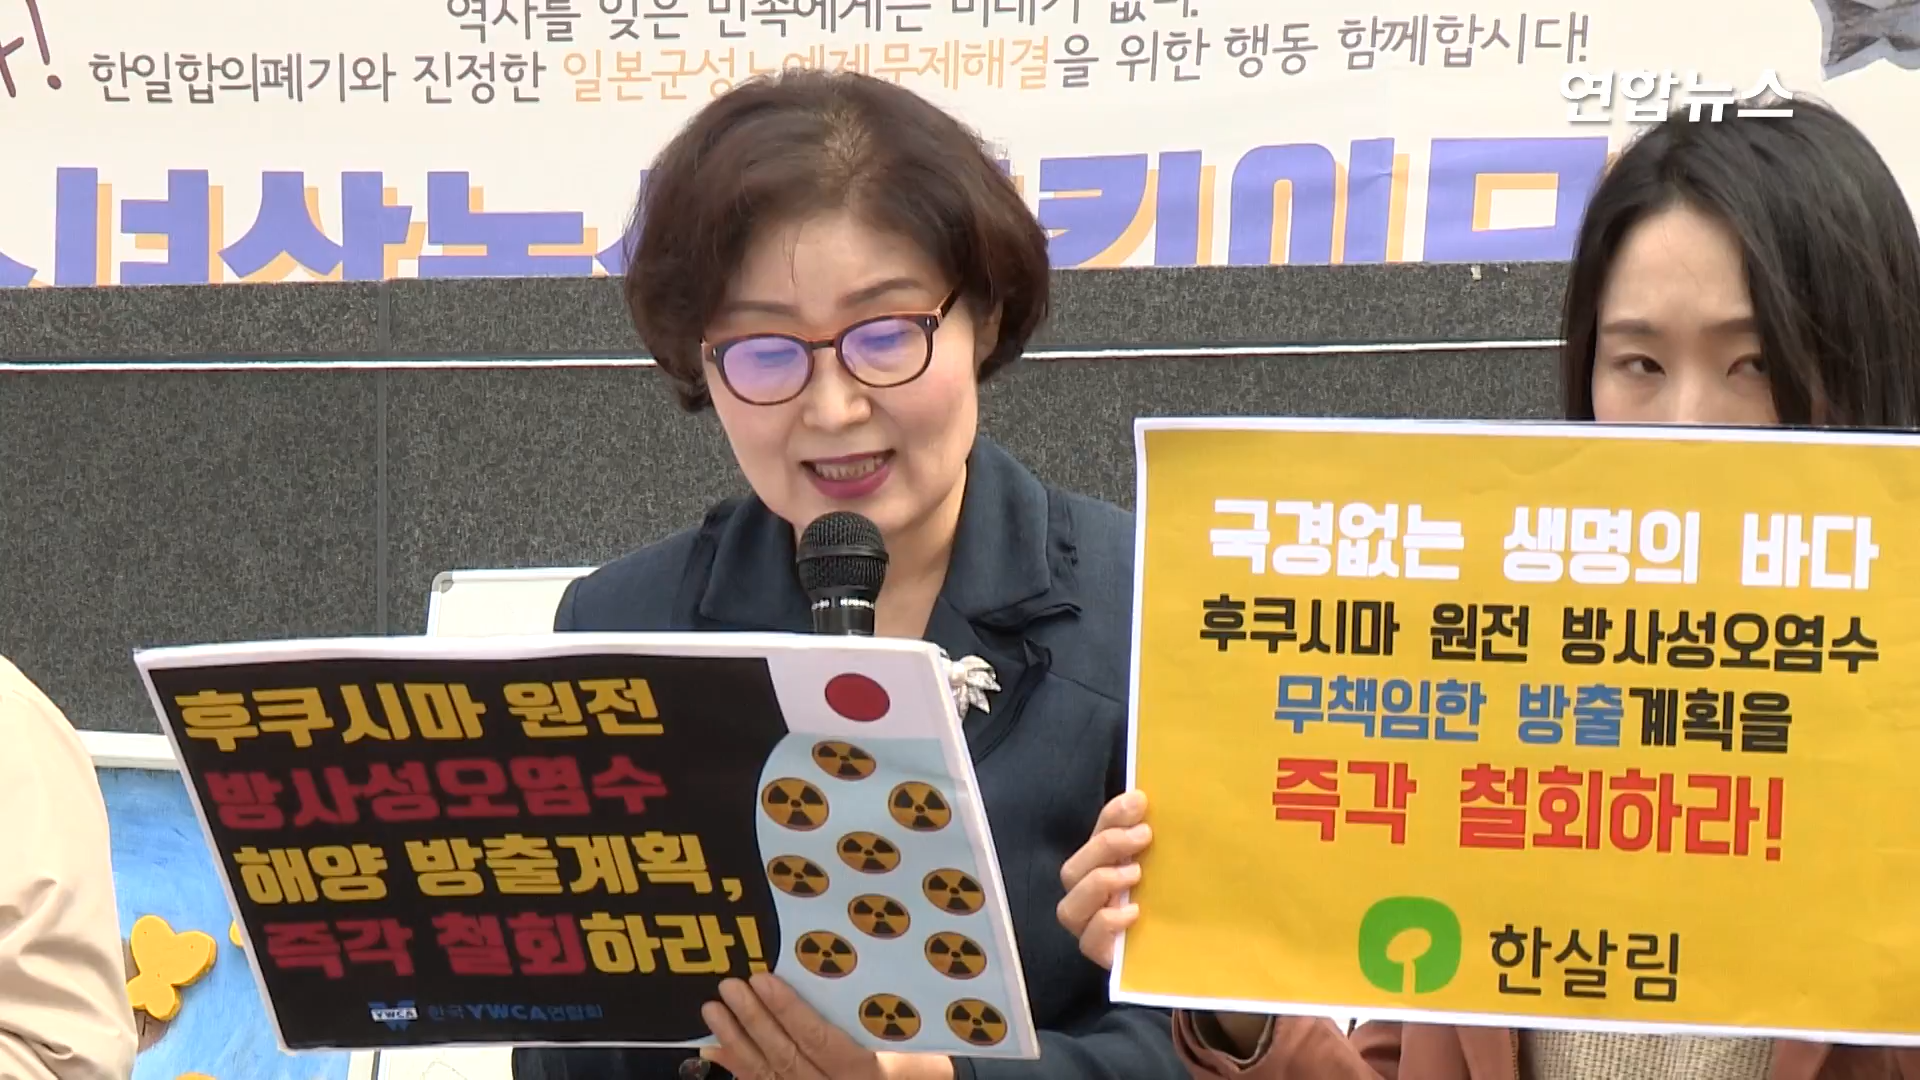 역사를 잊은 민족에게는 미래가 없다.
한일합의폐기와 진정한 일본군성노예제문제해결을 위한 행동 함께합시다!
연합뉴스
국경없는 생명의 바다
후쿠시마 원전 방사성오염수
무책임한 방출계획을
즉각 철회하라!
한살림
후쿠시마 원전
방사성오염수
해양 방출계획,
즉각 철회하라!
YWCA 한국YWCA연합회